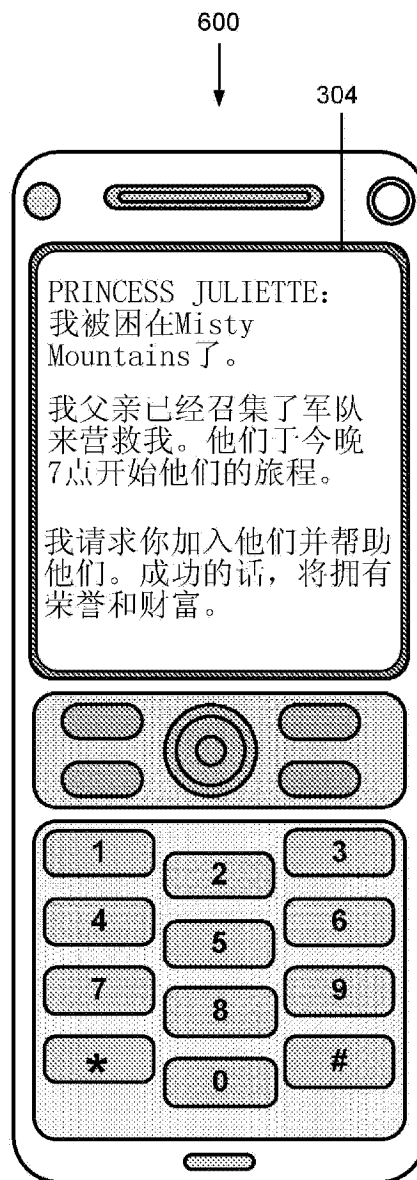 600
304
PRINCESS JULIETTE:
我被困在Misty
Mountains了。
我父亲已经召集了军队
来营救我。他们于今晚
7点开始他们的旅程。
我请求你加入他们并帮助
他们。成功的话，将拥有
荣誉和财富。
1 2 3
4 5 6
7 8 9
* 0 #